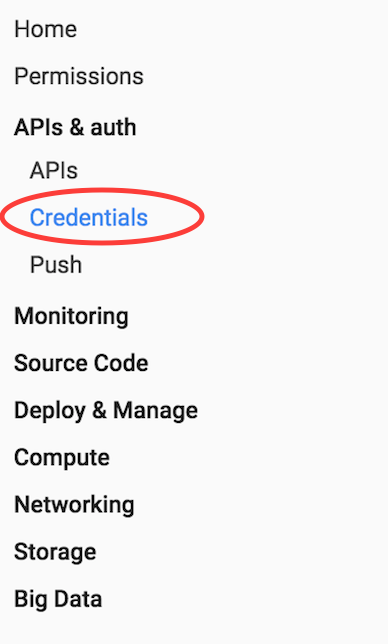 Home
Permissions
APIs & auth
APIs
Credentials
Push
Monitoring
Source Code
Deploy & Manage
Compute
Networking
Storage
Big Data